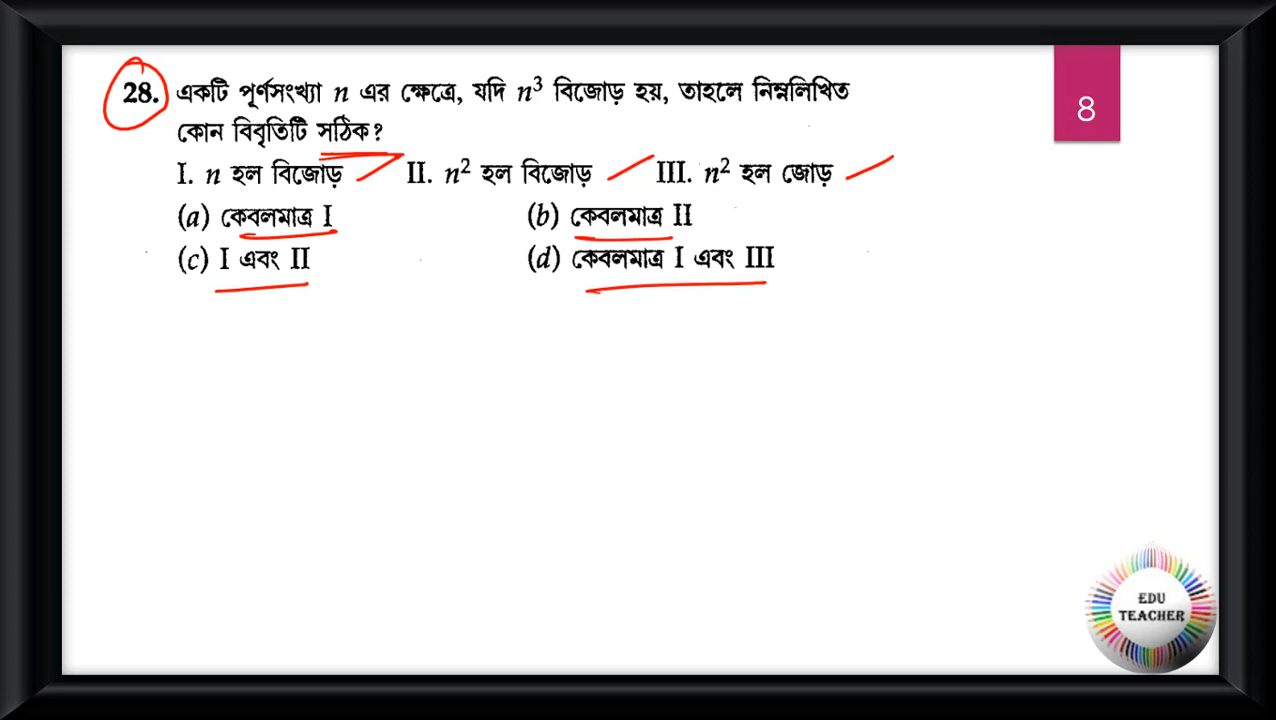 8
28. একটি পূর্ণসংখ্যা n এর ক্ষেত্রে, যদি n³ বিজোড় হয়, তাহলে নিম্নলিখিত
কোন বিবৃতিটি সঠিক?
I. n হল বিজোড় II. n² হল বিজোড় III. n² হল জোড়
(a) কেবলমাত্র I (b) কেবলমাত্র II
(c) I এবং II (d) কেবলমাত্র I এবং III
EDU
TEACHER